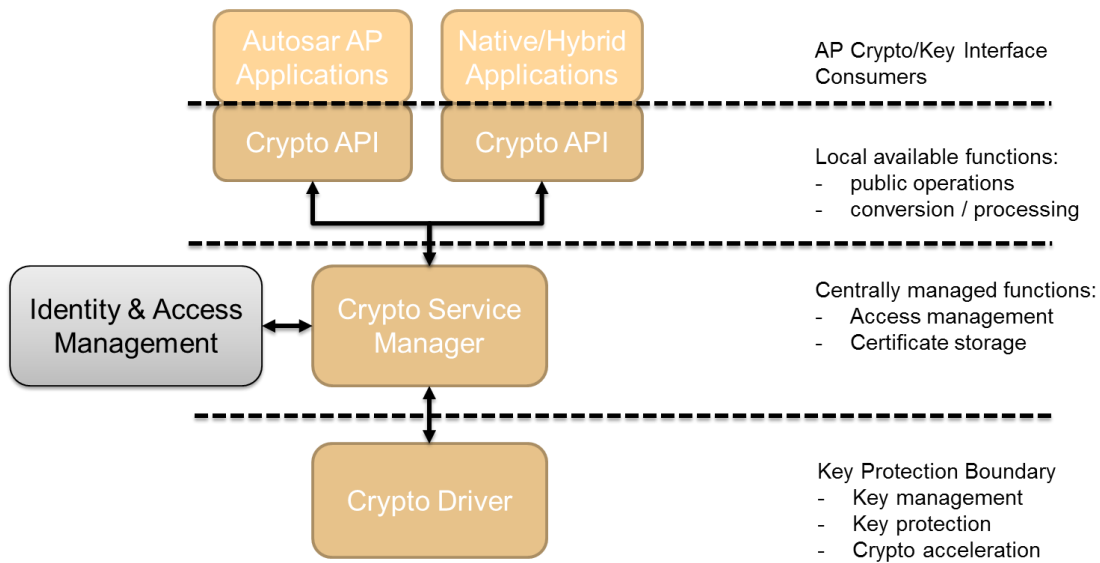 Autosar AP
Applications
Native/Hybrid
Applications
AP Crypto/Key Interface
Consumers
Crypto API
Crypto API
Local available functions:
- public operations
- conversion / processing
Identity & Access
Management
Crypto Service
Manager
Centrally managed functions:
- Access management
- Certificate storage
Crypto Driver
Key Protection Boundary
- Key management
- Key protection
- Crypto acceleration